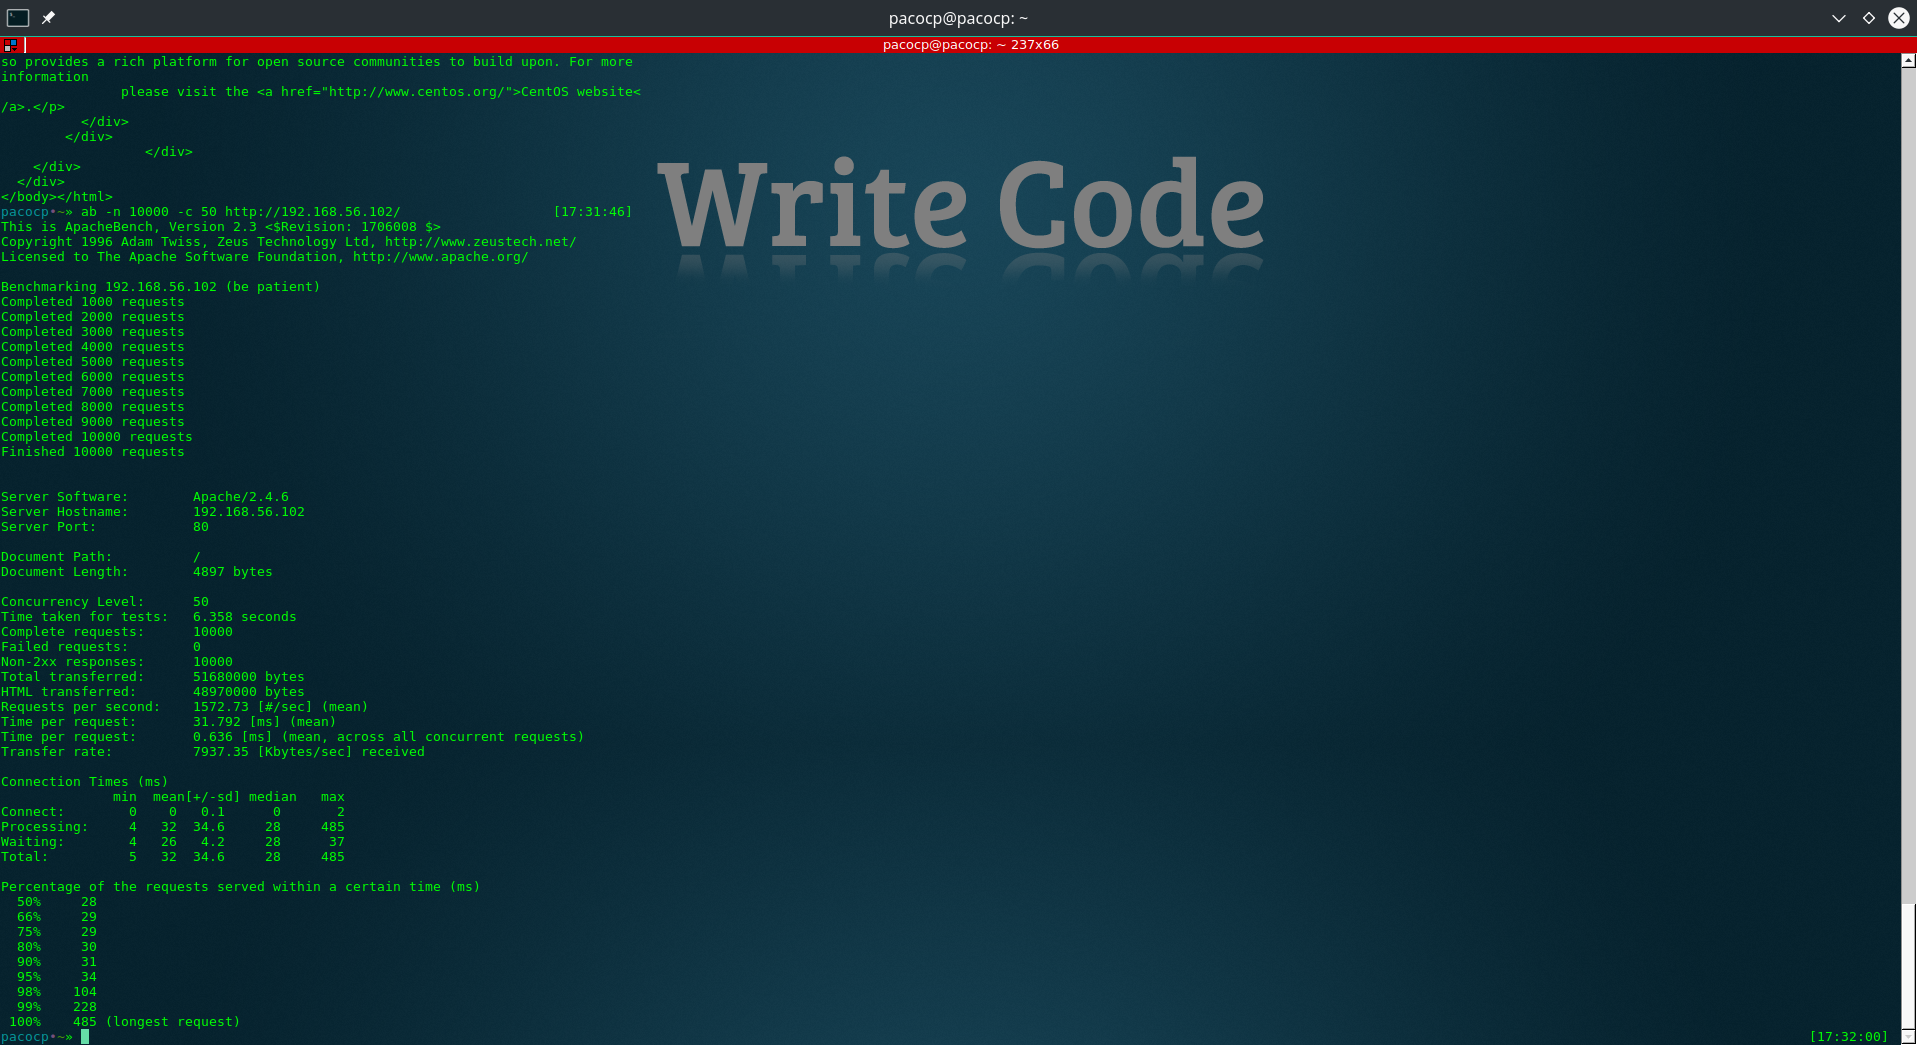 pacocp@pacocp: ~
pacocp@pacocp: ~ 237x66
so provides a rich platform for open source communities to build upon. For more
information
               please visit the <a href="http://www.centos.org/">CentOS website<
/a>.</p>
          </div>
        </div>
                  </div>
    </div>
  </div>
</body></html>
Write Code
pacocp•~» ab -n 10000 -c 50 http://192.168.56.102/                   [17:31:46]
This is ApacheBench, Version 2.3 <$Revision: 1706008 $>
Copyright 1996 Adam Twiss, Zeus Technology Ltd, http://www.zeustech.net/
Licensed to The Apache Software Foundation, http://www.apache.org/

Benchmarking 192.168.56.102 (be patient)
Completed 1000 requests
Completed 2000 requests
Completed 3000 requests
Completed 4000 requests
Completed 5000 requests
Completed 6000 requests
Completed 7000 requests
Completed 8000 requests
Completed 9000 requests
Completed 10000 requests
Finished 10000 requests


Server Software:        Apache/2.4.6
Server Hostname:        192.168.56.102
Server Port:            80

Document Path:          /
Document Length:        4897 bytes

Concurrency Level:      50
Time taken for tests:   6.358 seconds
Complete requests:      10000
Failed requests:        0
Non-2xx responses:      10000
Total transferred:      51680000 bytes
HTML transferred:       48970000 bytes
Requests per second:    1572.73 [#/sec] (mean)
Time per request:       31.792 [ms] (mean)
Time per request:       0.636 [ms] (mean, across all concurrent requests)
Transfer rate:          7937.35 [Kbytes/sec] received

Connection Times (ms)
              min  mean[+/-sd] median   max
Connect:        0    0   0.1      0       2
Processing:     4   32  34.6     28     485
Waiting:        4   26   4.2     28      37
Total:          5   32  34.6     28     485

Percentage of the requests served within a certain time (ms)
  50%     28
  66%     29
  75%     29
  80%     30
  90%     31
  95%     34
  98%    104
  99%    228
 100%    485 (longest request)
pacocp•~»                                                            [17:32:00]